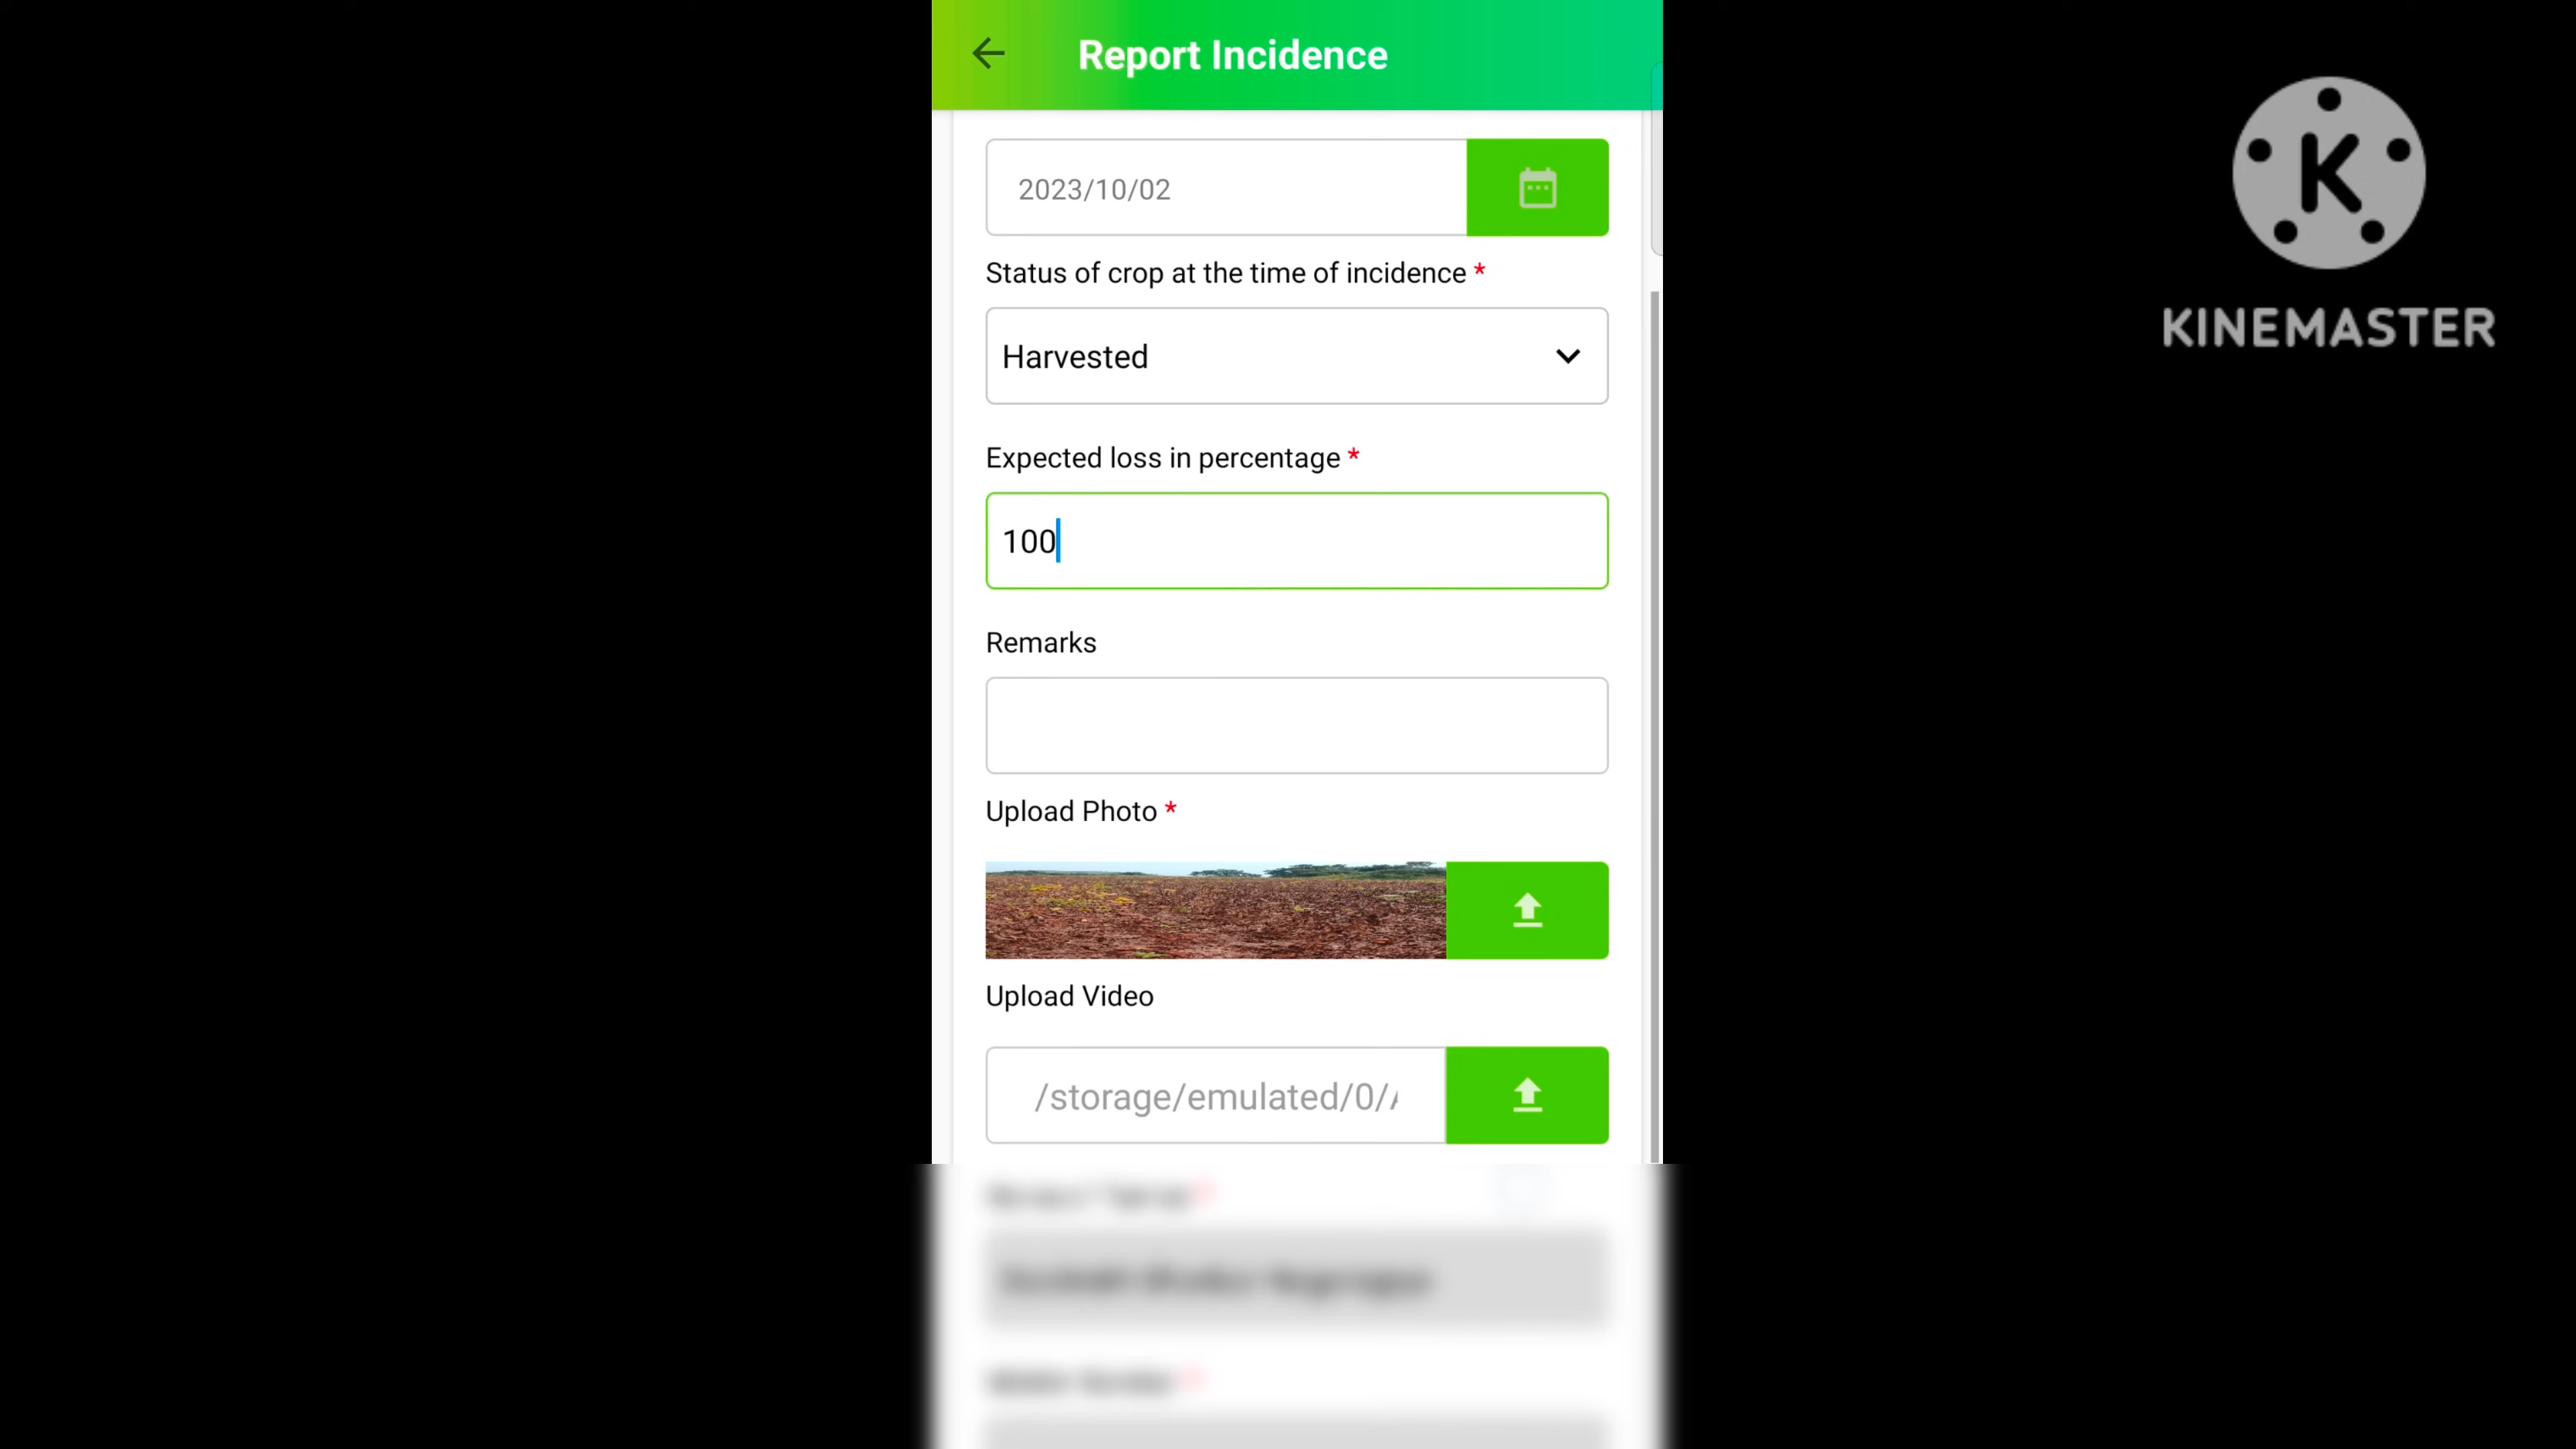 Report Incidence
2023/10/02
Status of crop at the time of incidence *
Harvested
Expected loss in percentage *
100
Remarks
Upload Photo *
Upload Video
/storage/emulated/0/
K
KINEMASTER